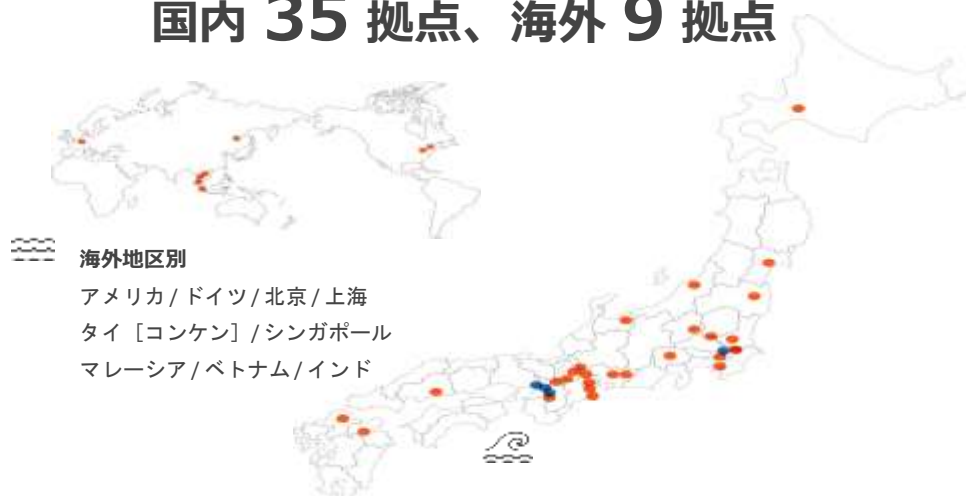 国内 35 拠点、海外 9 拠点
海外地区別
アメリカ / ドイツ / 北京 / 上海
タイ［コンケン］/ シンガポール
マレーシア / ベトナム / インド